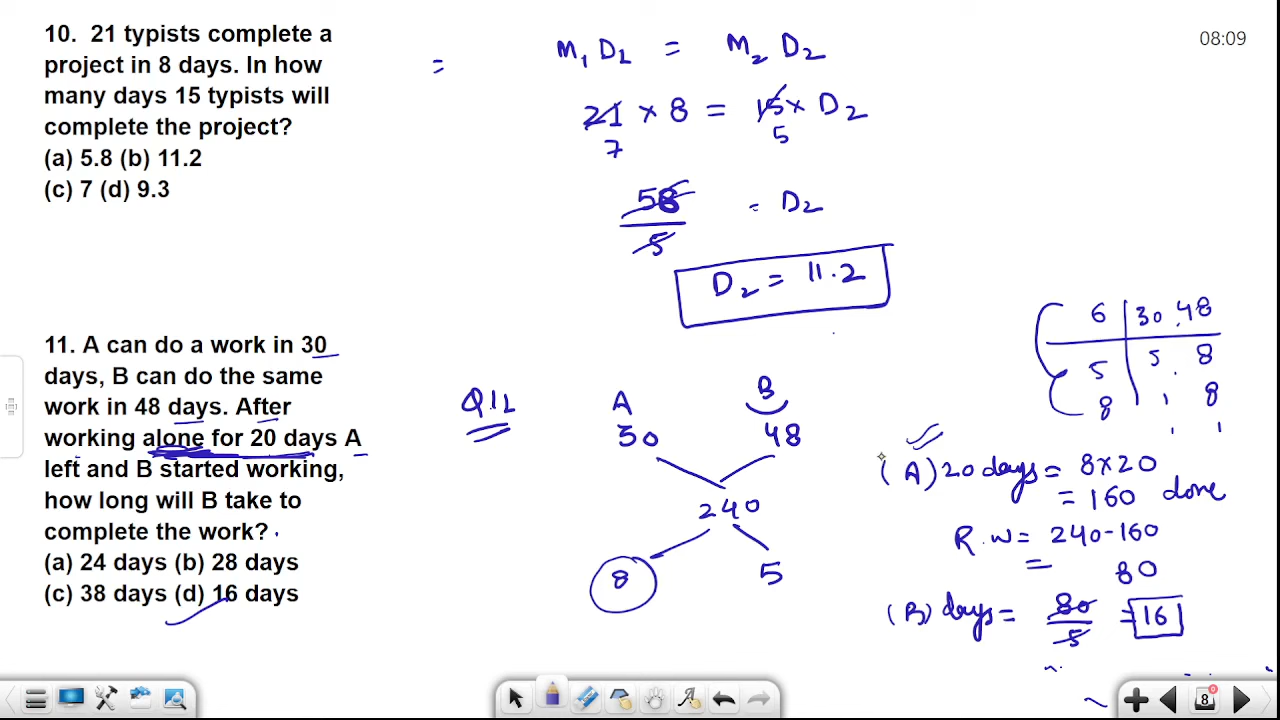 10. 21 typists complete a
project in 8 days. In how
many days 15 typists will
complete the project?
(a) 5.8 (b) 11.2
(c) 7 (d) 9.3
= M₁ D₂ = M₂ D₂
21 × 8 = 15 × D₂
7 5
56
5
= D₂
D₂ = 11.2
08:09
11. A can do a work in 30
days, B can do the same
work in 48 days. After
working alone for 20 days A
left and B started working,
how long will B take to
complete the work?
(a) 24 days (b) 28 days
(c) 38 days (d) 16 days
Q.11
A B
30 48
240
8 5
6 | 30, 48
5 | 5, 8
8 | 1, 8
1, 1
(A) 20 days = 8×20
= 160 done
R.W = 240-160
=
80
(B) days = 80/5 = 16
8